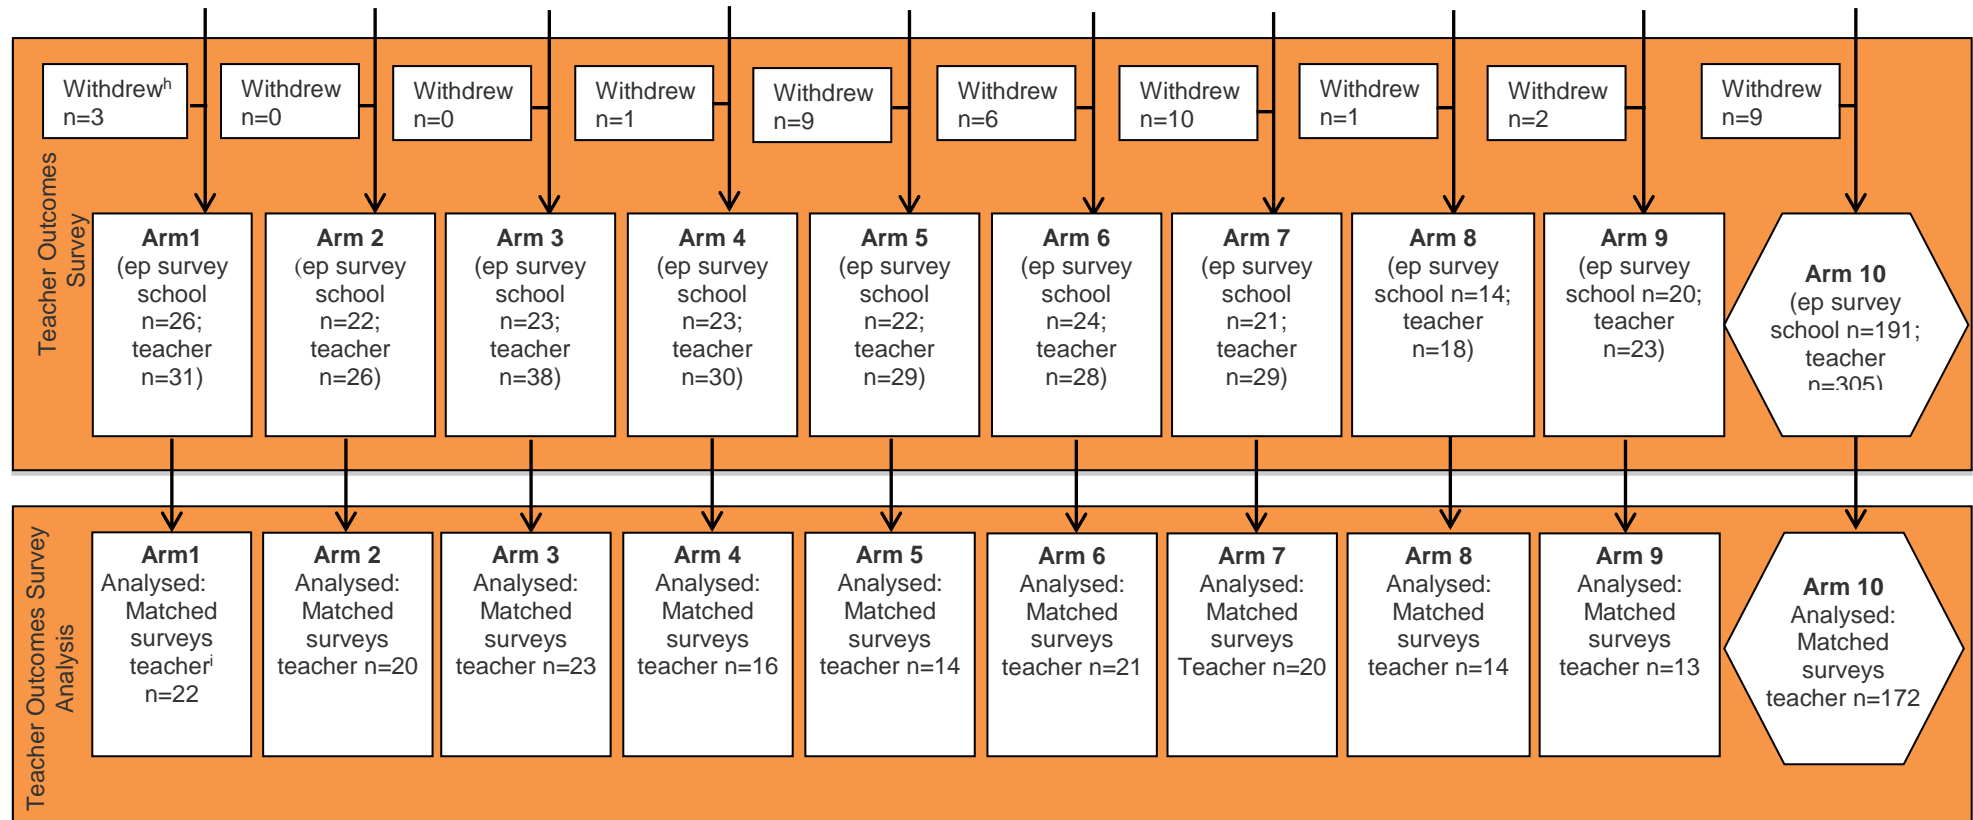 Teacher Outcomes
Survey
Withdrewʰ
n=3
Withdrew
n=0
Withdrew
n=0
Withdrew
n=1
Withdrew
n=9
Withdrew
n=6
Withdrew
n=10
Withdrew
n=1
Withdrew
n=2
Withdrew
n=9
Arm1
(ep survey
school
n=26;
teacher
n=31)
Arm 2
(ep survey
school
n=22;
teacher
n=26)
Arm 3
(ep survey
school
n=23;
teacher
n=38)
Arm 4
(ep survey
school
n=23;
teacher
n=30)
Arm 5
(ep survey
school
n=22;
teacher
n=29)
Arm 6
(ep survey
school
n=24;
teacher
n=28)
Arm 7
(ep survey
school
n=21;
teacher
n=29)
Arm 8
(ep survey
school n=14;
teacher
n=18)
Arm 9
(ep survey
school n=20;
teacher
n=23)
Arm 10
(ep survey
school n=191;
teacher
n=305)
Teacher Outcomes Survey
Analysis
Arm1
Analysed:
Matched
surveys
teacherⁱ
n=22
Arm 2
Analysed:
Matched
surveys
teacher n=20
Arm 3
Analysed:
Matched
surveys
teacher n=23
Arm 4
Analysed:
Matched
surveys
teacher n=16
Arm 5
Analysed:
Matched
surveys
teacher n=14
Arm 6
Analysed:
Matched
surveys
teacher n=21
Arm 7
Analysed:
Matched
surveys
Teacher n=20
Arm 8
Analysed:
Matched
surveys
teacher n=14
Arm 9
Analysed:
Matched
surveys
teacher n=13
Arm 10
Analysed:
Matched
surveys
teacher n=172